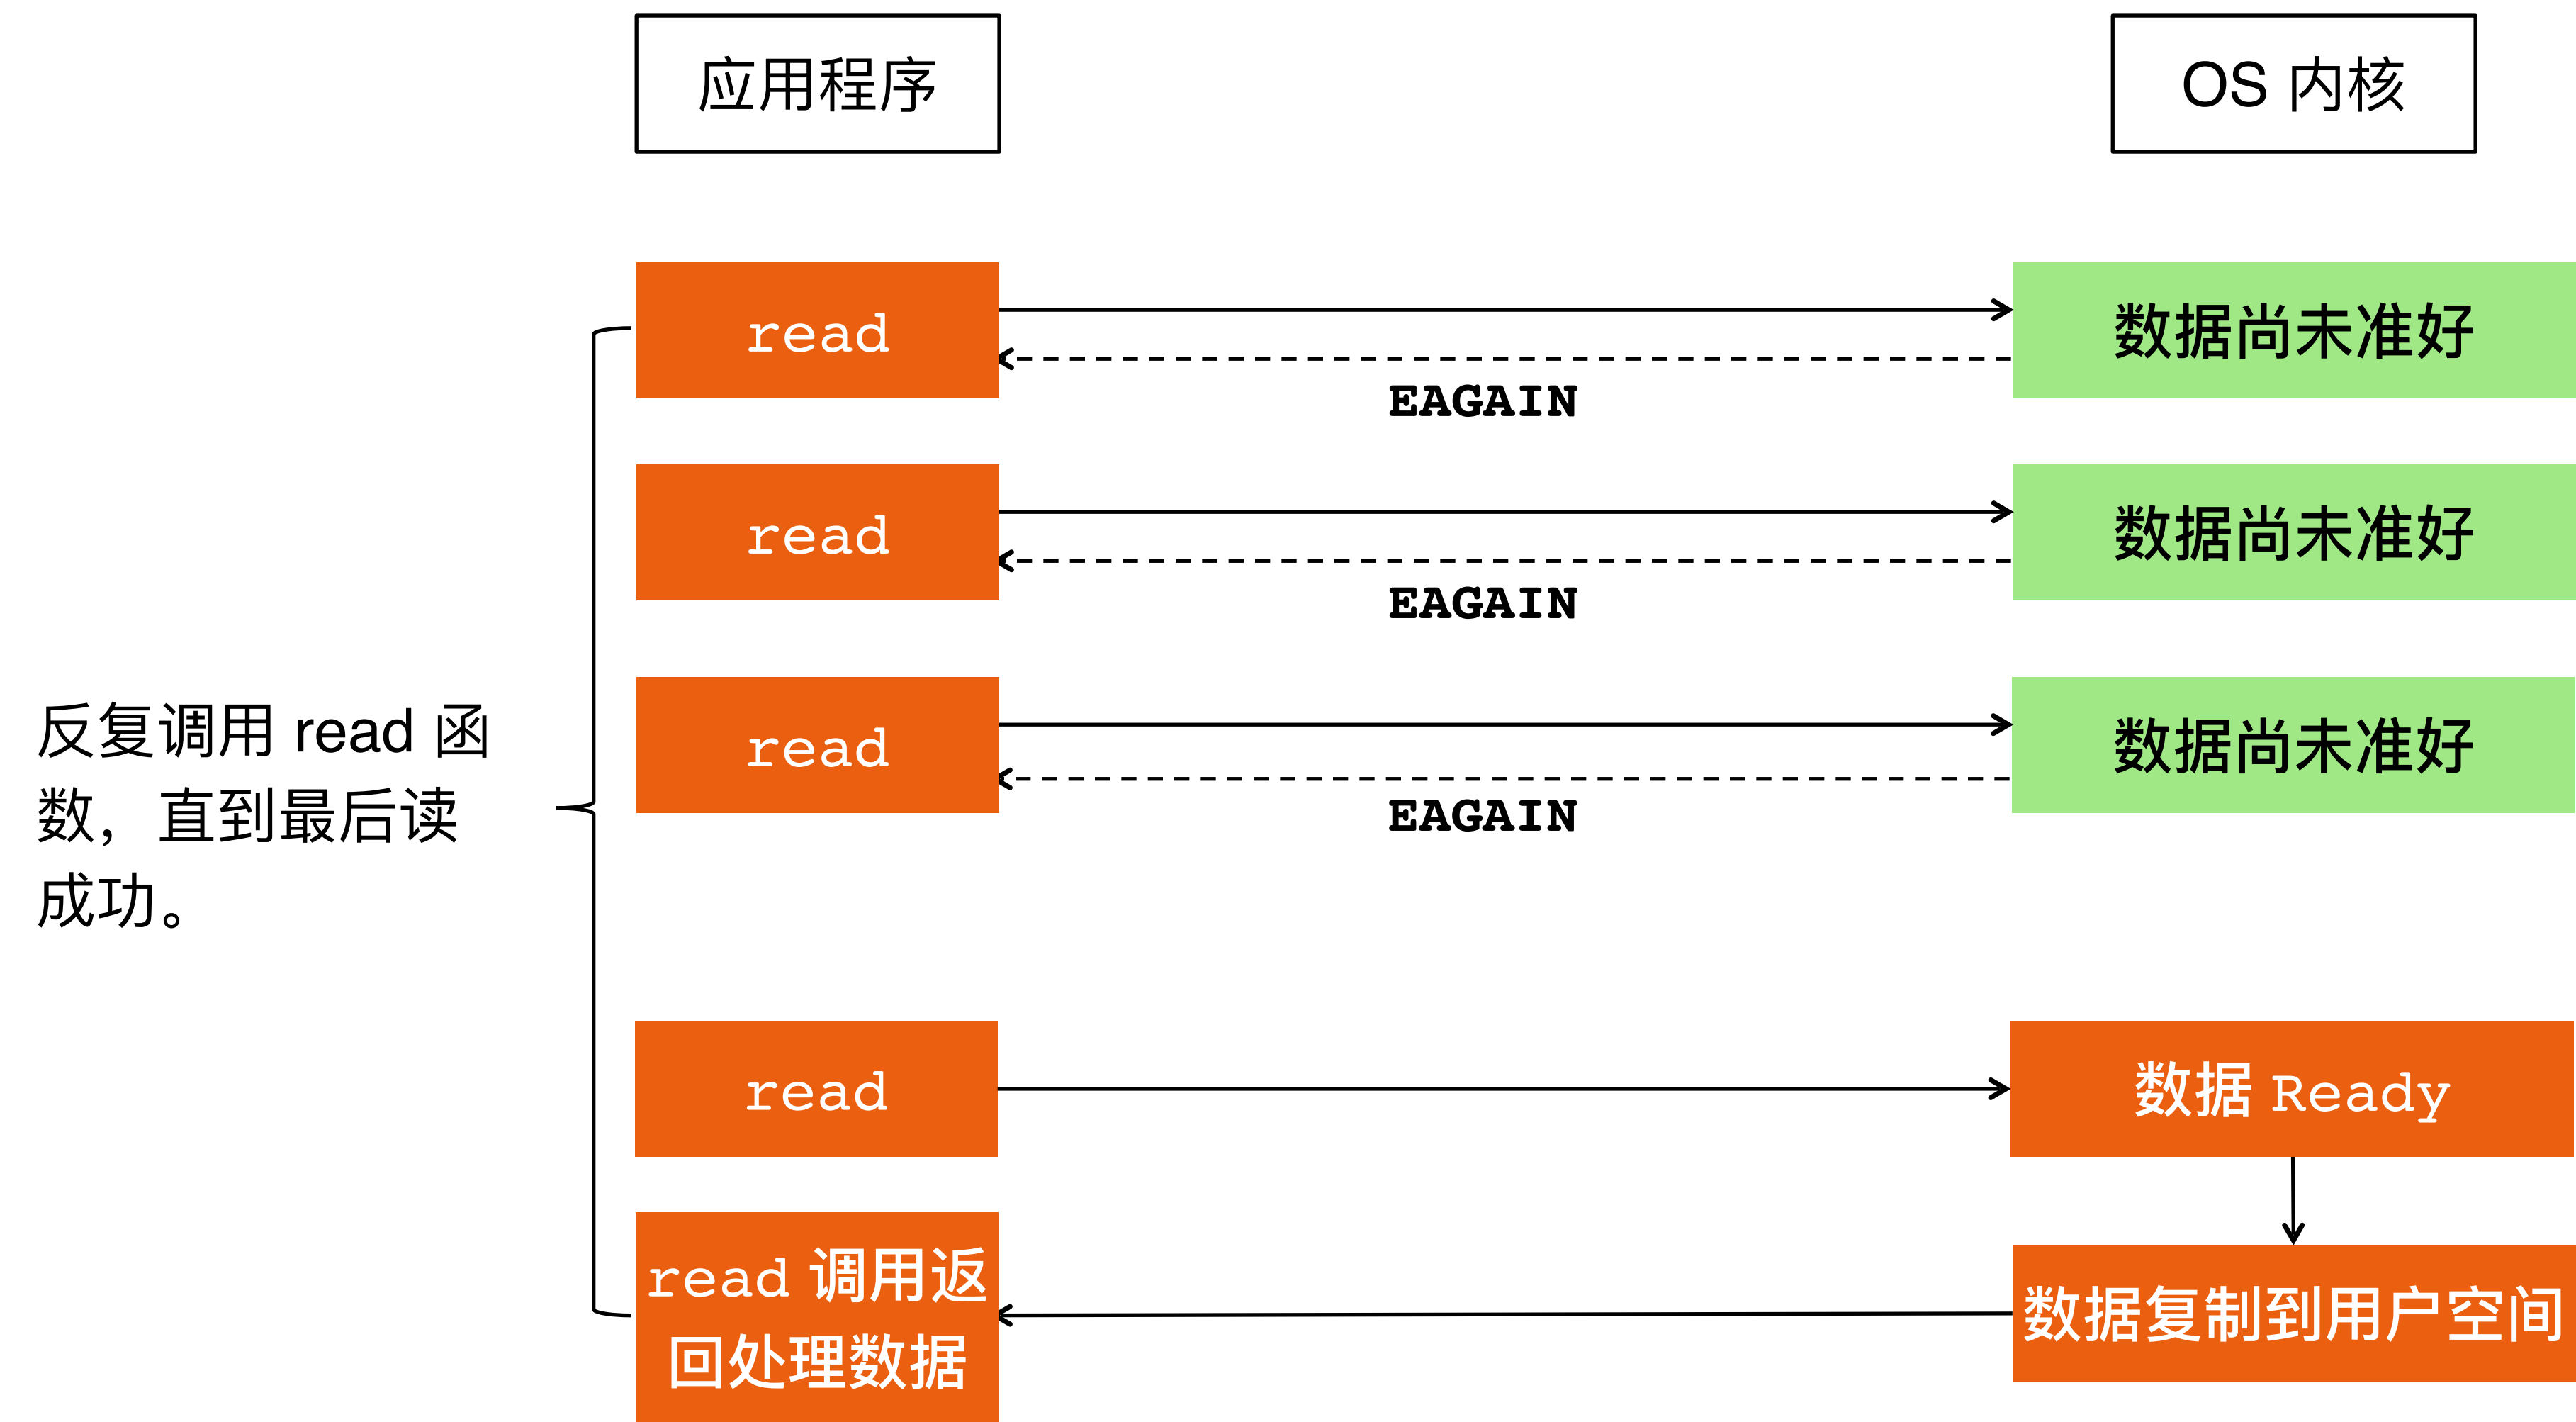 应用程序
OS 内核
read
数据尚未准好
EAGAIN
read
数据尚未准好
EAGAIN
反复调用 read 函
数，直到最后读
成功。
read
数据尚未准好
EAGAIN
read
数据 Ready
read 调用返
回处理数据
数据复制到用户空间